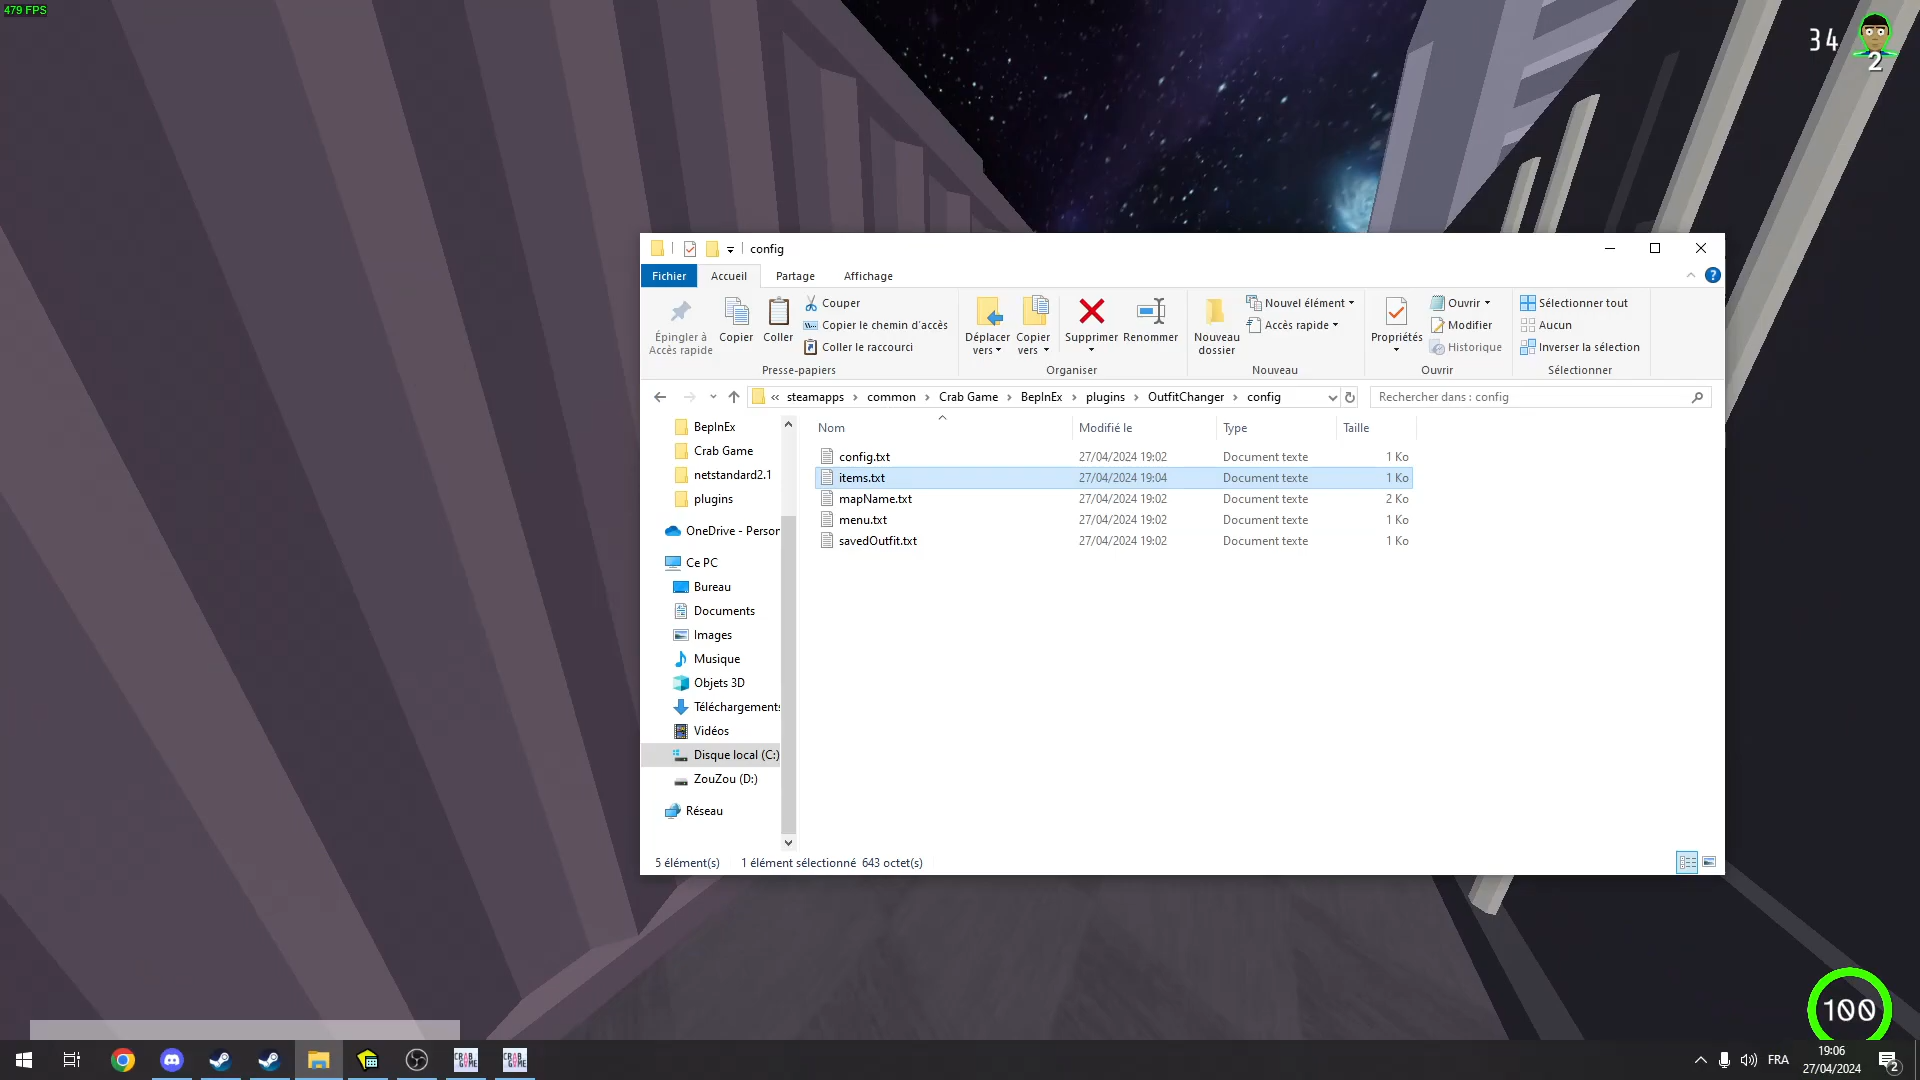 479 FPS
34
2
config
Fichier
Accueil
Partage
Affichage
Épingler à
Accès rapide
Copier
Coller
Couper
Copier le chemin d'accès
Coller le raccourci
Presse-papiers
Déplacer
vers
Copier
vers
Supprimer
Renommer
Organiser
Nouveau
dossier
Nouvel élément
Accès rapide
Nouveau
Propriétés
Ouvrir
Modifier
Historique
Ouvrir
Sélectionner tout
Aucun
Inverser la sélection
Sélectionner
« steamapps > common > Crab Game > BepInEx > plugins > OutfitChanger > config
Rechercher dans : config
BepInEx
Crab Game
netstandard2.1
plugins
OneDrive - Person
Ce PC
Bureau
Documents
Images
Musique
Objets 3D
Téléchargements
Vidéos
Disque local (C:)
ZouZou (D:)
Réseau
Nom Modifié le Type Taille
config.txt 27/04/2024 19:02 Document texte 1 Ko
items.txt 27/04/2024 19:04 Document texte 1 Ko
mapName.txt 27/04/2024 19:02 Document texte 2 Ko
menu.txt 27/04/2024 19:02 Document texte 1 Ko
savedOutfit.txt 27/04/2024 19:02 Document texte 1 Ko
5 élément(s) 1 élément sélectionné 643 octet(s)
100
CRAB GAME
CRAB GAME
FRA
19:06
27/04/2024
2